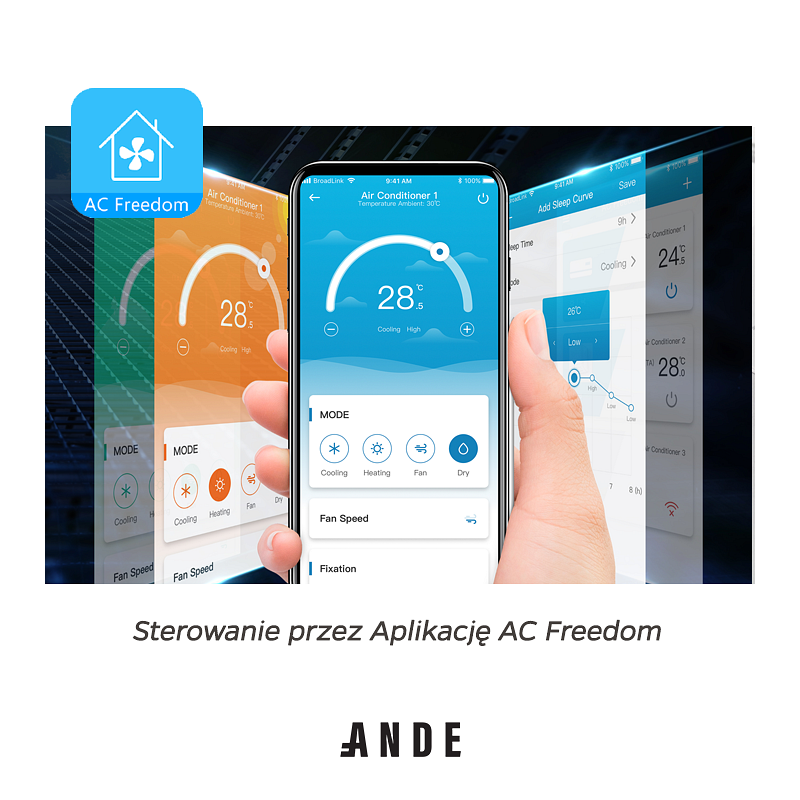 AC Freedom
9:41 AM
Air Conditioner 1
Temperature Ambient: 30℃
28.5℃
Cooling High
MODE
Cooling
MODE
Cooling
Heating
Fan
Dry
Fan Speed
Fan Speed
BroadLink
9:41 AM
100%
Air Conditioner 1
Temperature Ambient: 30℃
28.5℃
Cooling High
MODE
Cooling
Heating
Fan
Dry
Fan Speed
Fixation
9:41 AM
100%
Add Sleep Curve
Save
9h
Cooling
26℃
Low
High
Low
Low
7
8 (h)
100%
Air Conditioner 1
24.5℃
Air Conditioner 2
28.0℃
Air Conditioner 3
Sterowanie przez Aplikację AC Freedom
ANDE